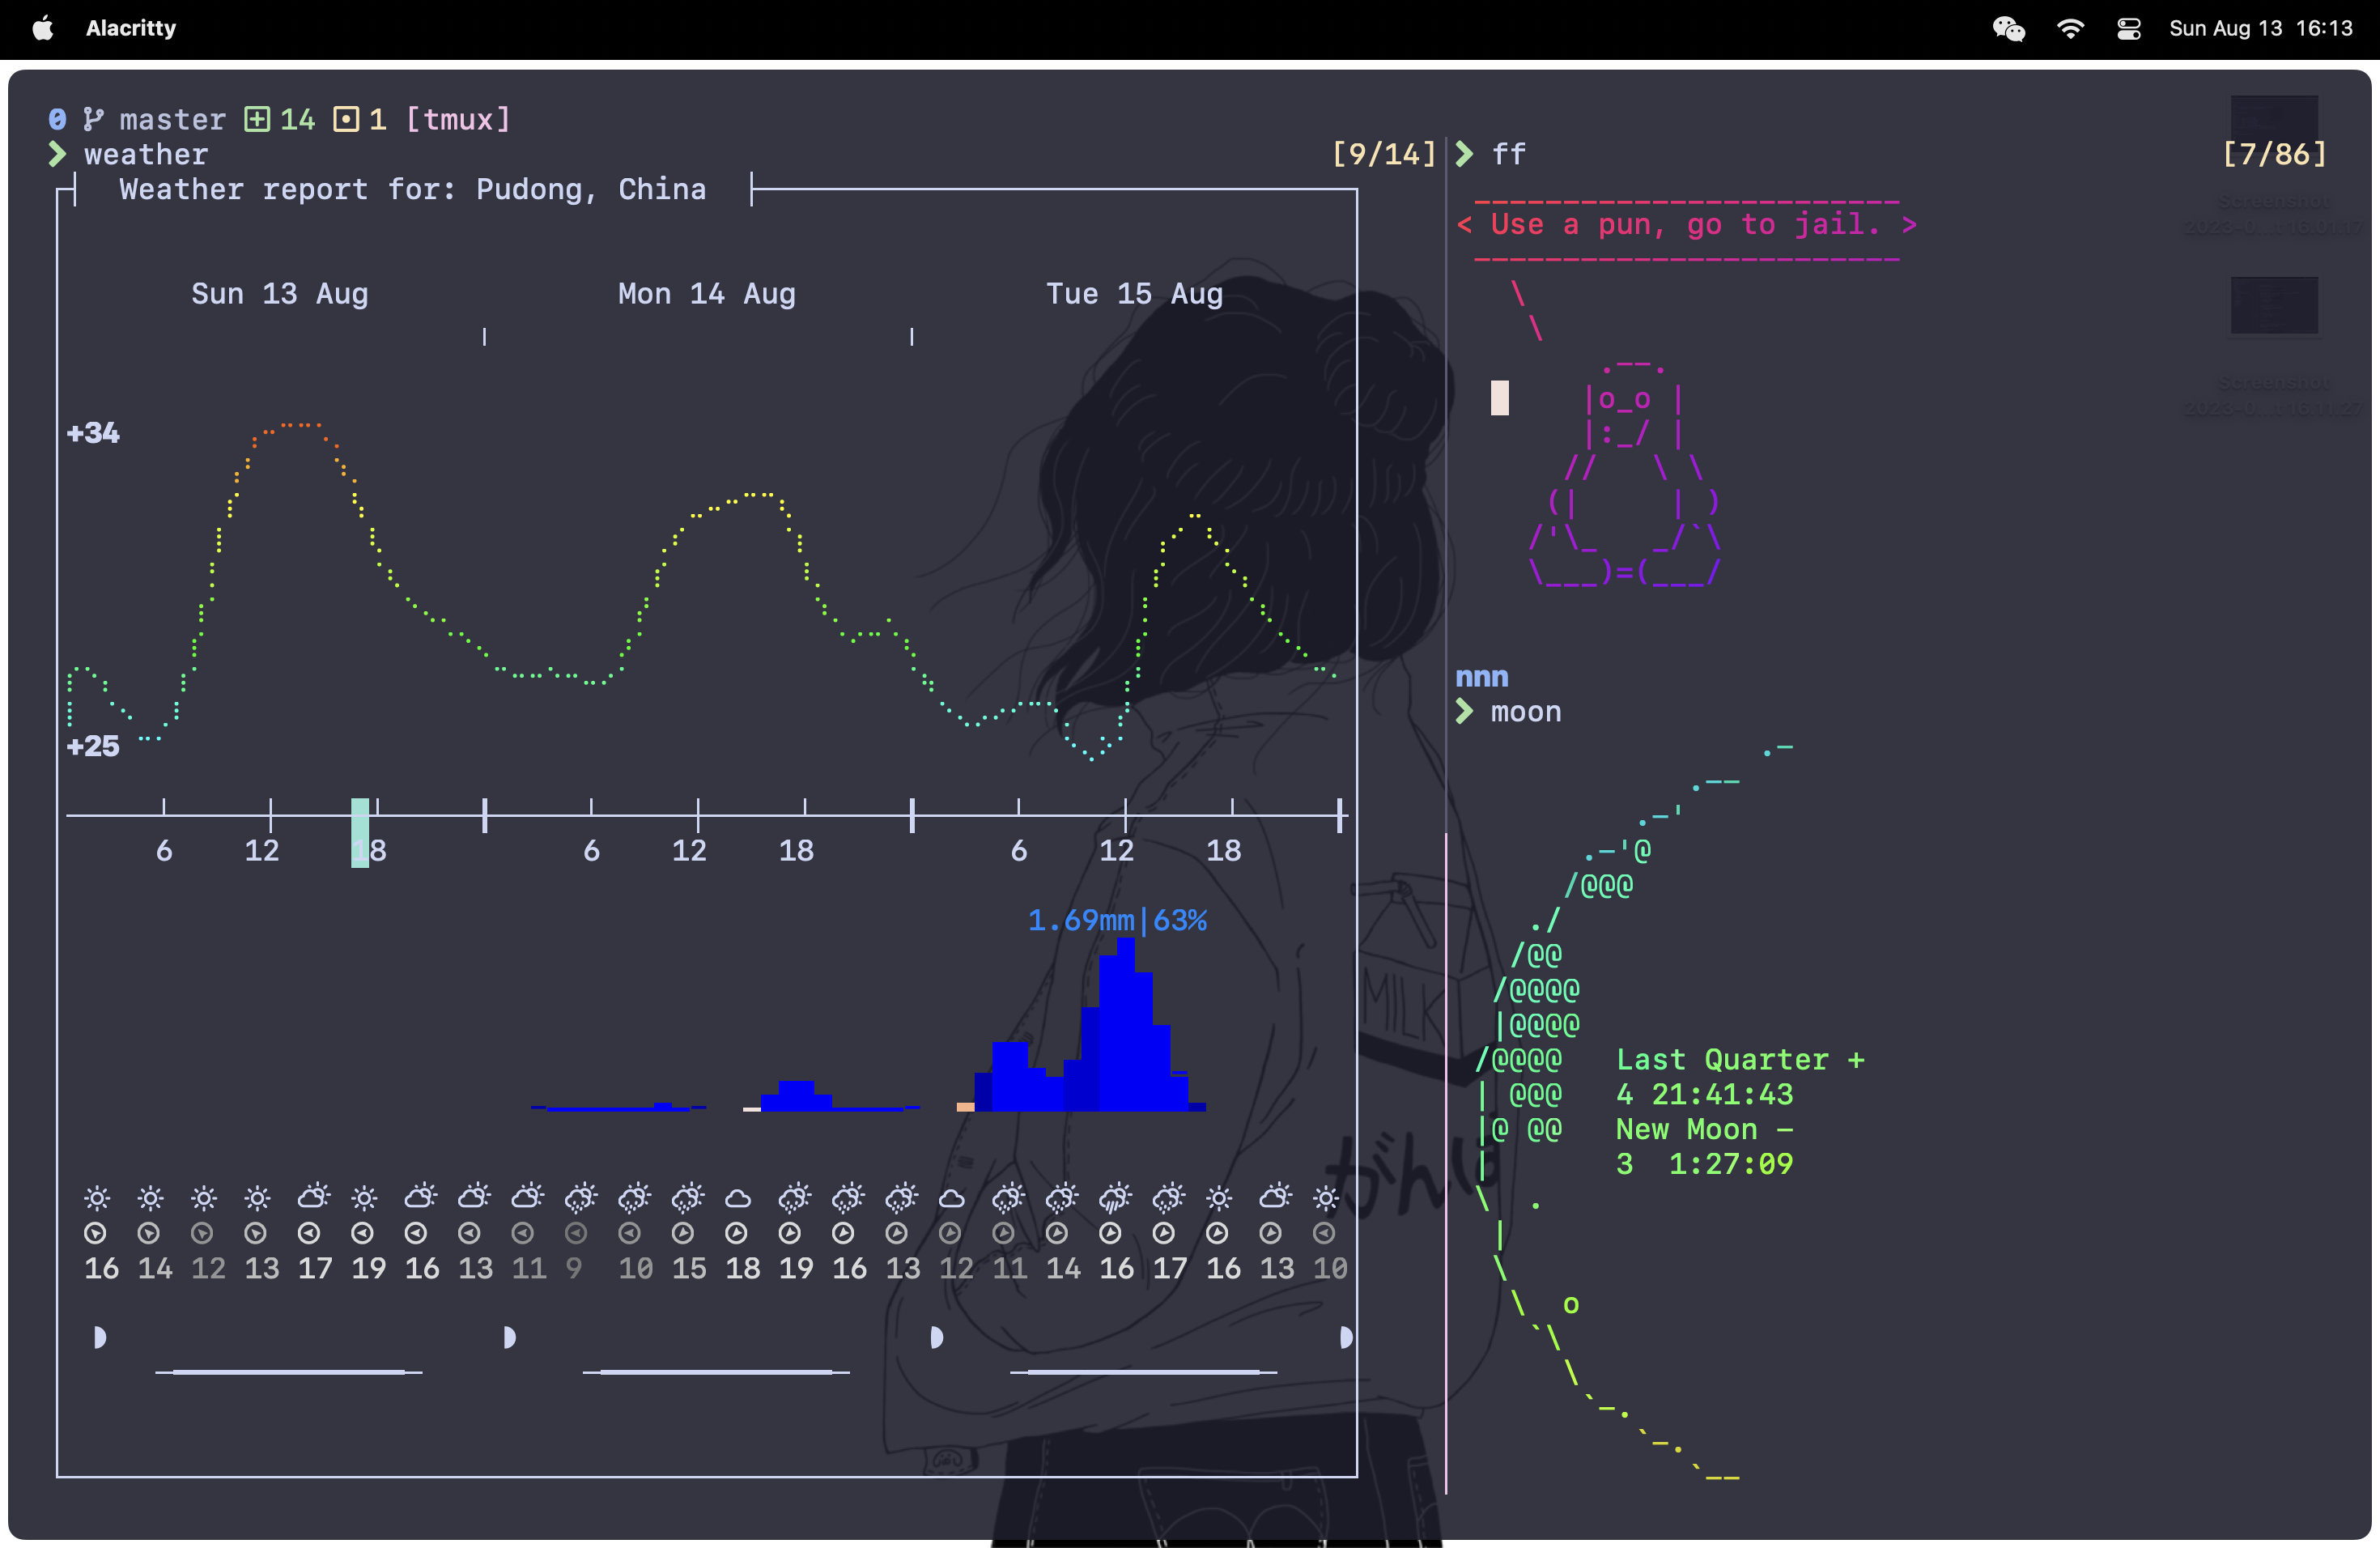 Alacritty
Sun Aug 13 16:13
0 master 14 1 [tmux]
weather [9/14]
Weather report for: Pudong, China
Sun 13 Aug Mon 14 Aug Tue 15 Aug
+34
+25
6 12 18 6 12 18 6 12 18
1.69mm|63%
16 14 12 13 17 19 16 13 11 9 10 15 18 19 16 13 12 11 14 16 17 16 13 10
ff [7/86]
< Use a pun, go to jail. >
\
\
.--.
|o_o |
|:_/ |
// \ \
(| | )
/'\_ _/`\
\___)=(___/
nnn
moon
.-
.--
.-'
.-'@
/@@@
./
/@@
/@@@@
|@@@@
/@@@@ Last Quarter +
| @@@ 4 21:41:43
|@ @@ New Moon -
| 3 1:27:09
\ .
|
\
\ o
`\
\
`-.
`-.
`--
Screenshot
Screenshot
MILK